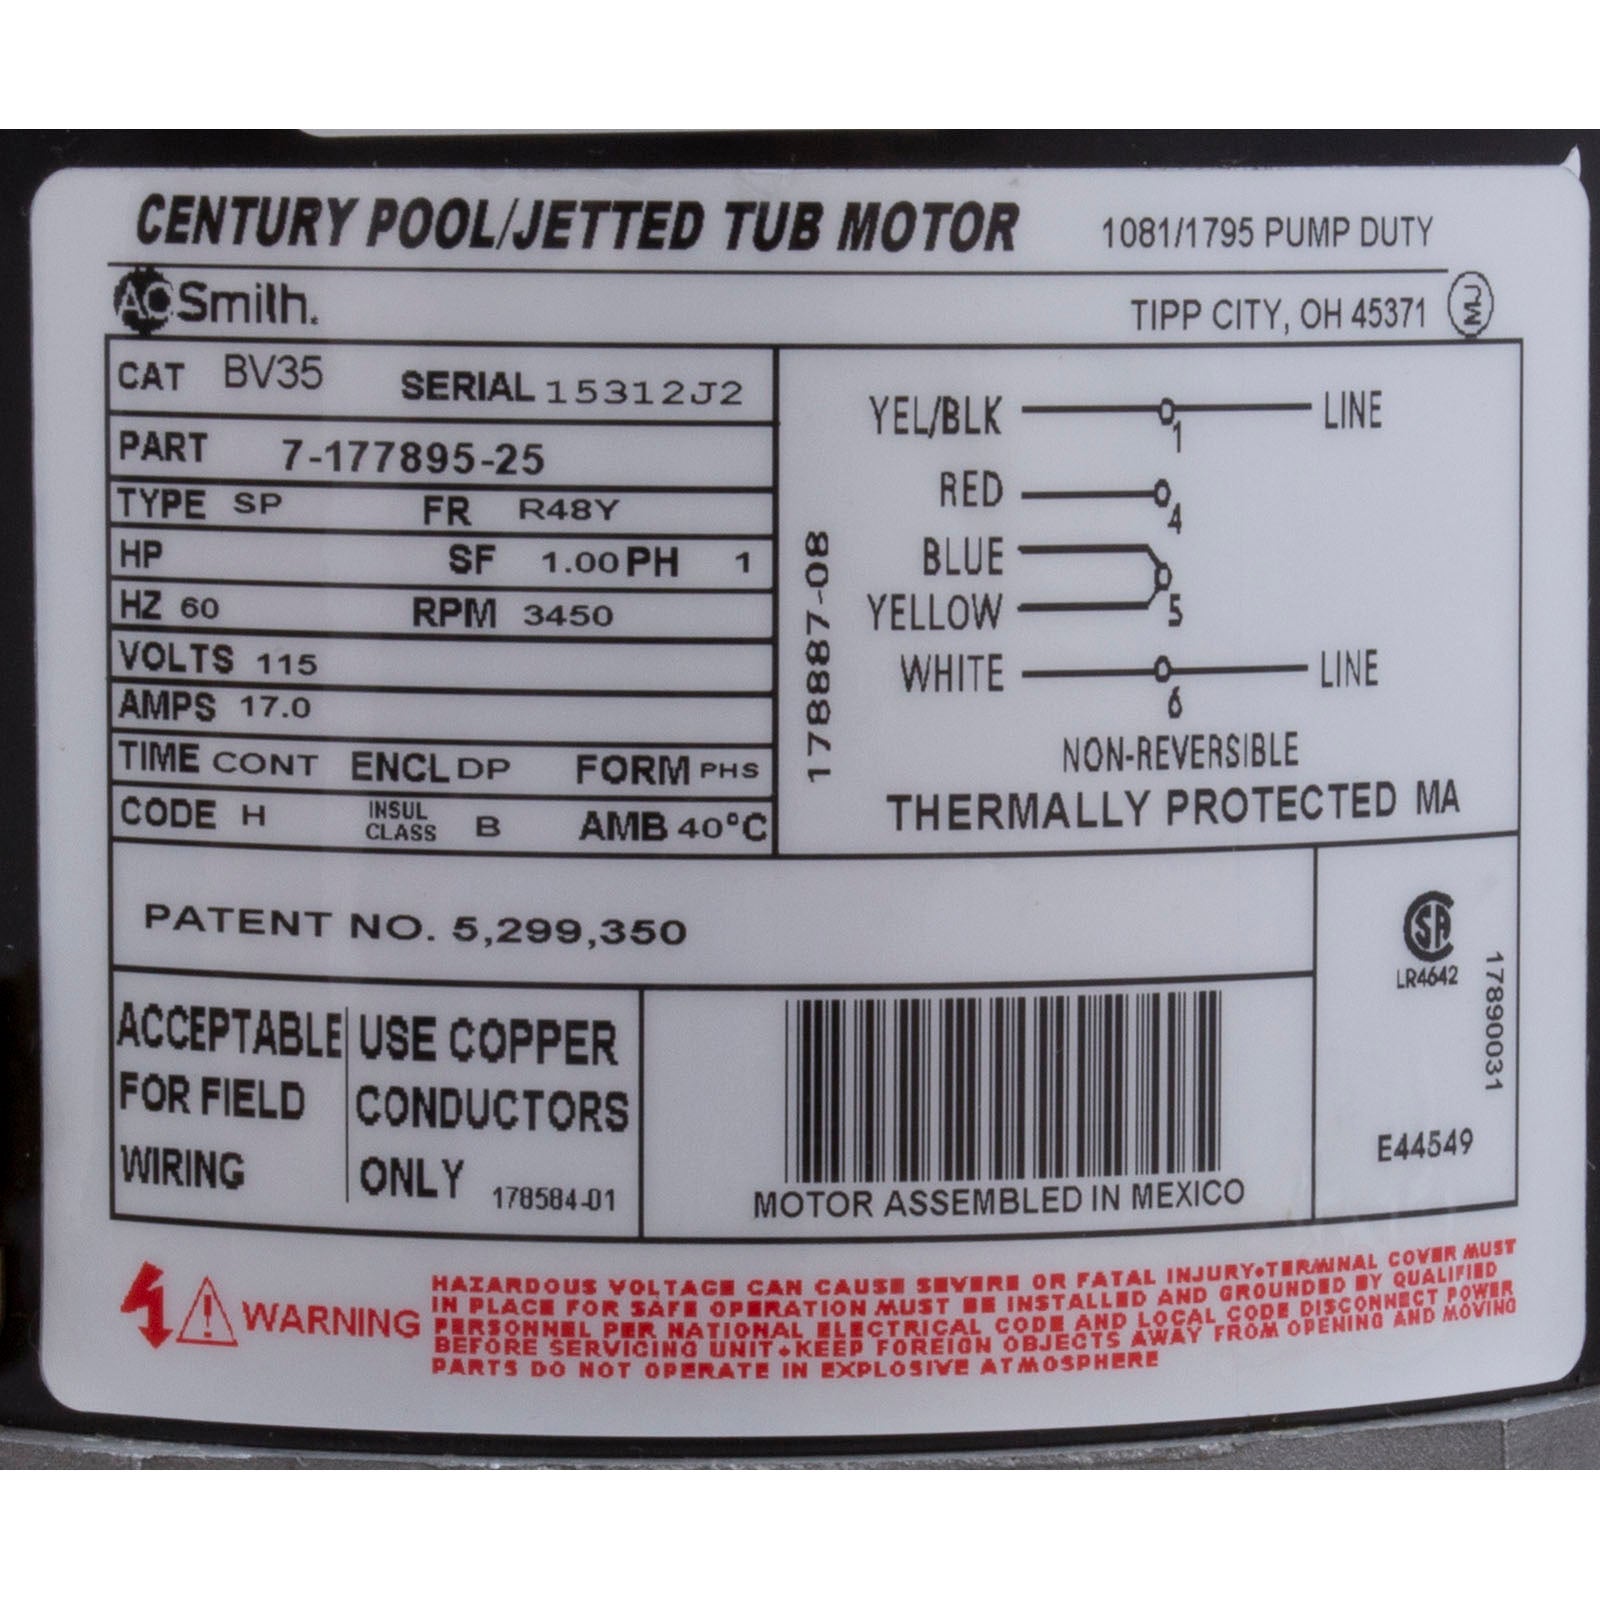 CENTURY POOL/JETTED TUB MOTOR 1081/1795 PUMP DUTY
AO Smith. TIPP CITY, OH 45371 MJ
CAT BV35 SERIAL 15312J2
PART 7-177895-25
TYPE SP FR R48Y
HP SF 1.00 PH 1
HZ 60 RPM 3450
VOLTS 115
AMPS 17.0
TIME CONT ENCL DP FORM PHS
CODE H INSUL CLASS B AMB 40°C
178887-08
YEL/BLK 1 LINE
RED 4
BLUE
YELLOW 5
WHITE 6 LINE
NON-REVERSIBLE
THERMALLY PROTECTED MA
PATENT NO. 5,299,350
ACCEPTABLE
FOR FIELD
WIRING
USE COPPER
CONDUCTORS
ONLY 178584-01
MOTOR ASSEMBLED IN MEXICO
SA
LR4642
17890031
E44549
WARNING
HAZARDOUS VOLTAGE CAN CAUSE SEVERE OR FATAL INJURY•TERMINAL COVER MUST
IN PLACE FOR SAFE OPERATION MUST BE INSTALLED AND GROUNDED BY QUALIFIED
PERSONNEL PER NATIONAL ELECTRICAL CODE AND LOCAL CODE DISCONNECT POWER
BEFORE SERVICING UNIT•KEEP FOREIGN OBJECTS AWAY FROM OPENING AND MOVING
PARTS DO NOT OPERATE IN EXPLOSIVE ATMOSPHERE